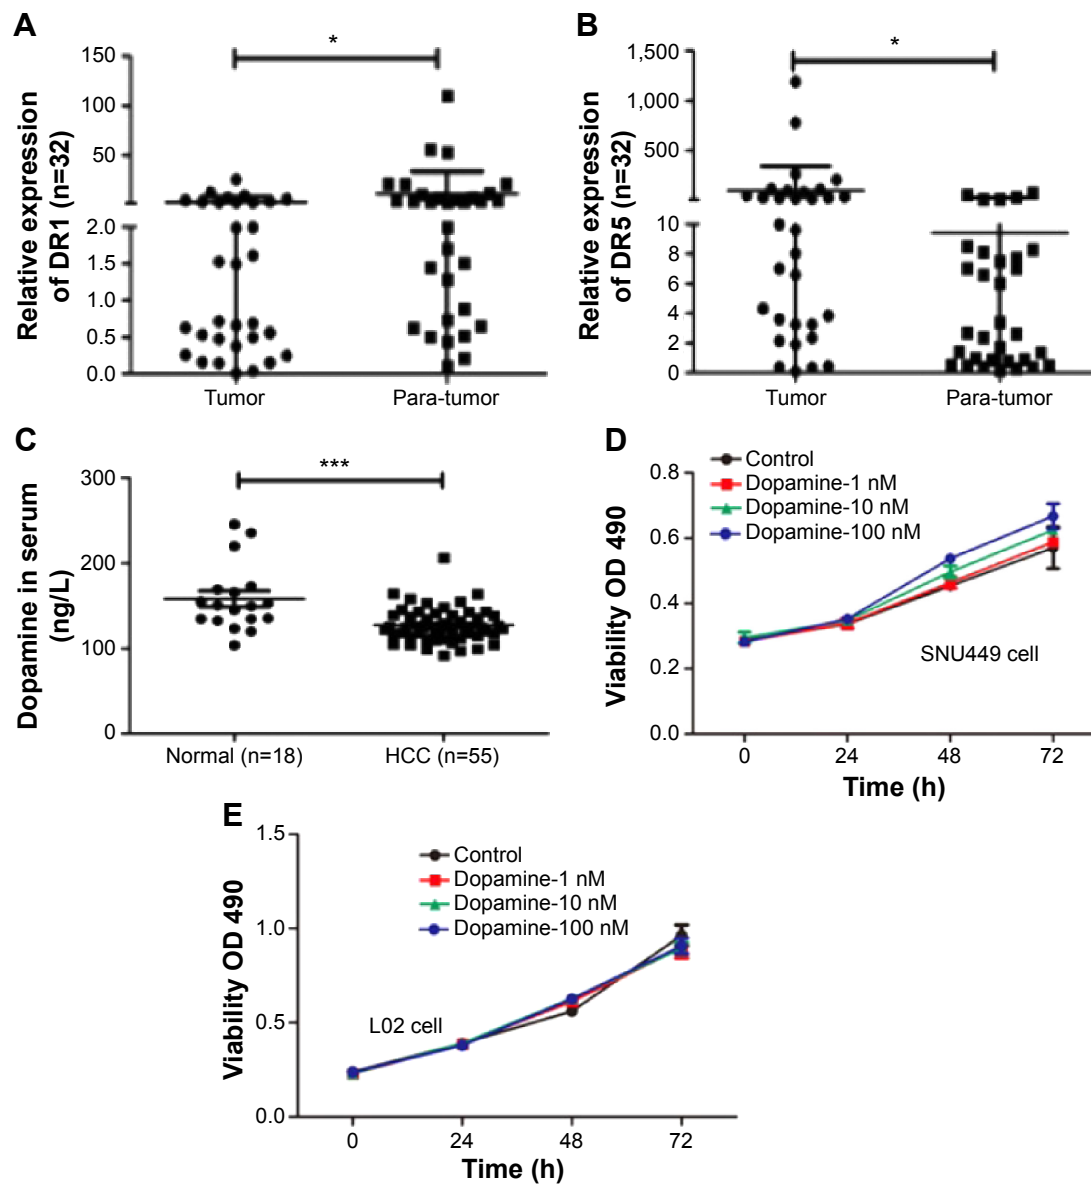 A
Relative expression
of DR1 (n=32)
150
100
50
2.0
1.5
1.0
0.5
0.0
*
Tumor
Para-tumor
B
Relative expression
of DR5 (n=32)
1,500
1,000
500
10
8
6
4
2
0
*
Tumor
Para-tumor
C
Dopamine in serum
(ng/L)
300
200
100
0
***
Normal (n=18)
HCC (n=55)
D
Viability OD 490
0.8
0.6
0.4
0.2
0.0
Control
Dopamine-1 nM
Dopamine-10 nM
Dopamine-100 nM
SNU449 cell
0
24
48
72
Time (h)
E
Viability OD 490
1.5
1.0
0.5
0.0
Control
Dopamine-1 nM
Dopamine-10 nM
Dopamine-100 nM
L02 cell
0
24
48
72
Time (h)